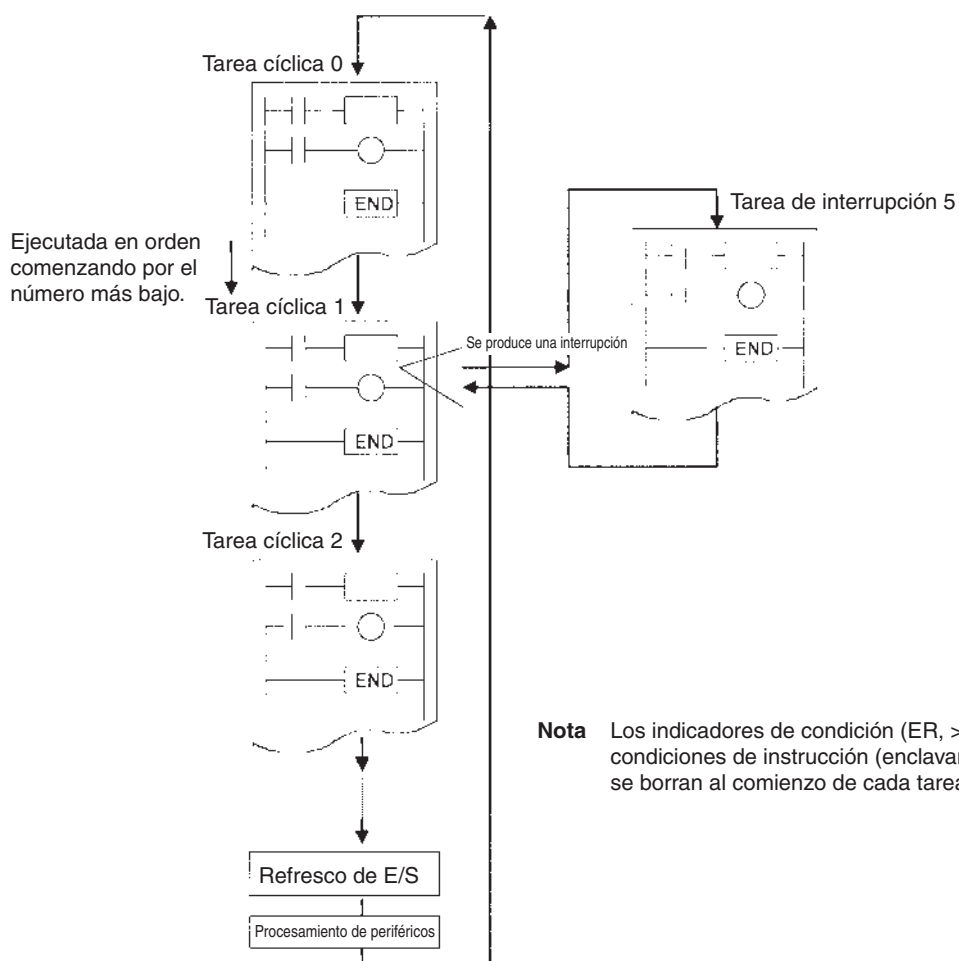 Tarea cíclica 0
END
Tarea de interrupción 5
Ejecutada en orden
comenzando por el
número más bajo.
Tarea cíclica 1
Se produce una interrupción
END
END
Tarea cíclica 2
END
Nota Los indicadores de condición (ER, >
condiciones de instrucción
se borran al comienzo de cada tarea
Refresco de E/S
Procesamiento de periféricos